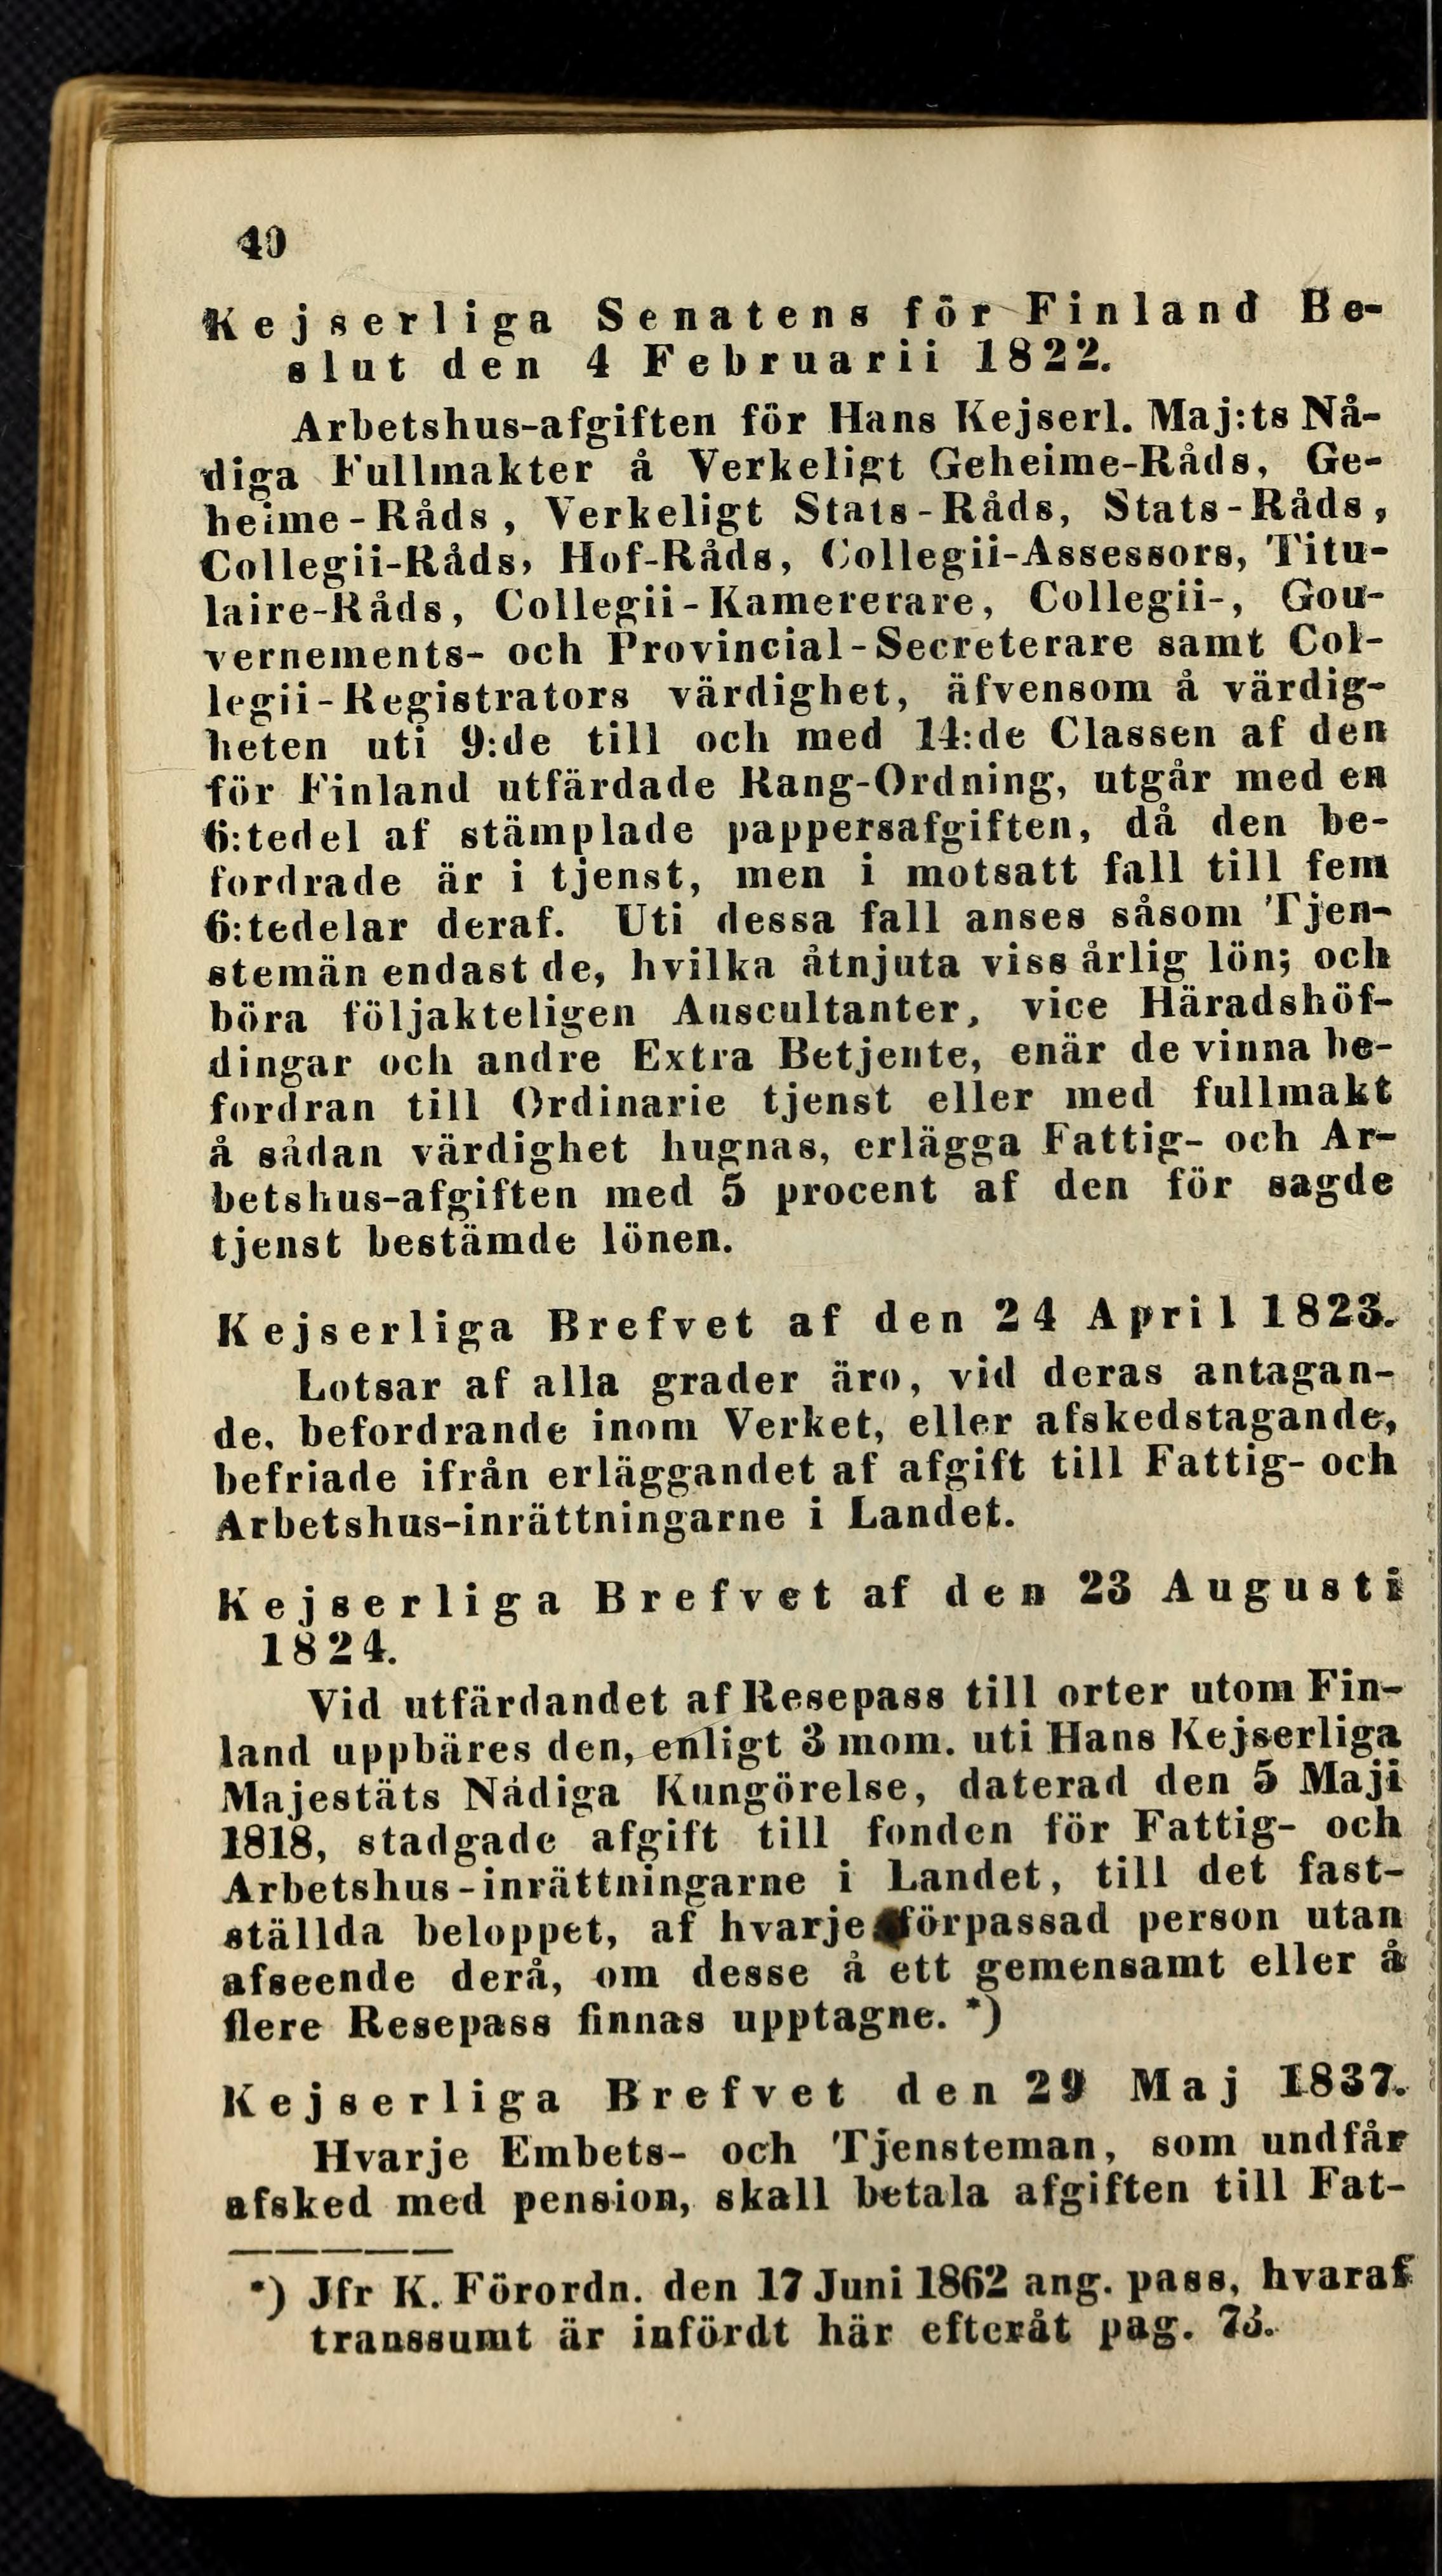 40
Kejserliga Senatens för Finland Be-
slut den 4 Februarii 1822.
Arbetshus-afgiften för Hans Kejserl. Maj:ts Nå-
diga Fullmakter å Verkeligt Geheime-Råds, Ge-
heime-Råds, Verkeligt Stats-Råds, Stats-Råds,
Collegii-Råds, Hof-Råds, Collegii-Assessors, Titu-
laire-Råds, Collegii-Kamererare, Collegii-, Gou-
vernements- och Provincial-Secreterare samt Col-
legii-Registrators värdighet, äfvensom å värdig-
heten uti 9:de till och med 14:de Classen af den
för Finland utfärdade Rang-Ordning, utgår med en
6:tedel af stämplade pappersafgiften, då den be-
fordrade är i tjenst, men i motsatt fall till fem
6:tedelar deraf. Uti dessa fall anses såsom Tjen-
stemän endast de, hvilka åtnjuta viss årlig lön; och
böra följakteligen Auscultanter, vice Häradshöf-
dingar och andre Extra Betjente, enär de vinna be-
fordran till Ordinarie tjenst eller med fullmakt
å sådan värdighet hugnas, erlägga Fattig- och Ar-
betshus-afgiften med 5 procent af den för sagde
tjenst bestämde lönen.
Kejserliga Brefvet af den 24 April 1823.
Lotsar af alla grader äro, vid deras antagan-
de, befordrande inom Verket, eller afskedstagande,
befriade ifrån erläggandet af afgift till Fattig- och
Arbetshus-inrättningarne i Landet.
Kejserliga Brefvet af den 23 Augusti
1824.
Vid utfärdandet af Resepass till orter utom Fin-
land uppbäres den, enligt 3 mom. uti Hans Kejserliga
Majestäts Nådiga Kungörelse, daterad den 5 Maji
1818, stadgade afgift till fonden för Fattig- och
Arbetshus-inrättningarne i Landet, till det fast-
ställda beloppet, af hvarje förpassad person utan
afseende derå, om desse å ett gemensamt eller å
flere Resepass finnas upptagne. *)
Kejserliga Brefvet den 29 Maj 1837.
Hvarje Embets- och Tjensteman, som undfår
afsked med pension, skall betala afgiften till Fat-
*) Jfr K. Förordn. den 17 Juni 1862 ang. pass, hvaraf
transsumt är infördt här efteråt pag. 73.